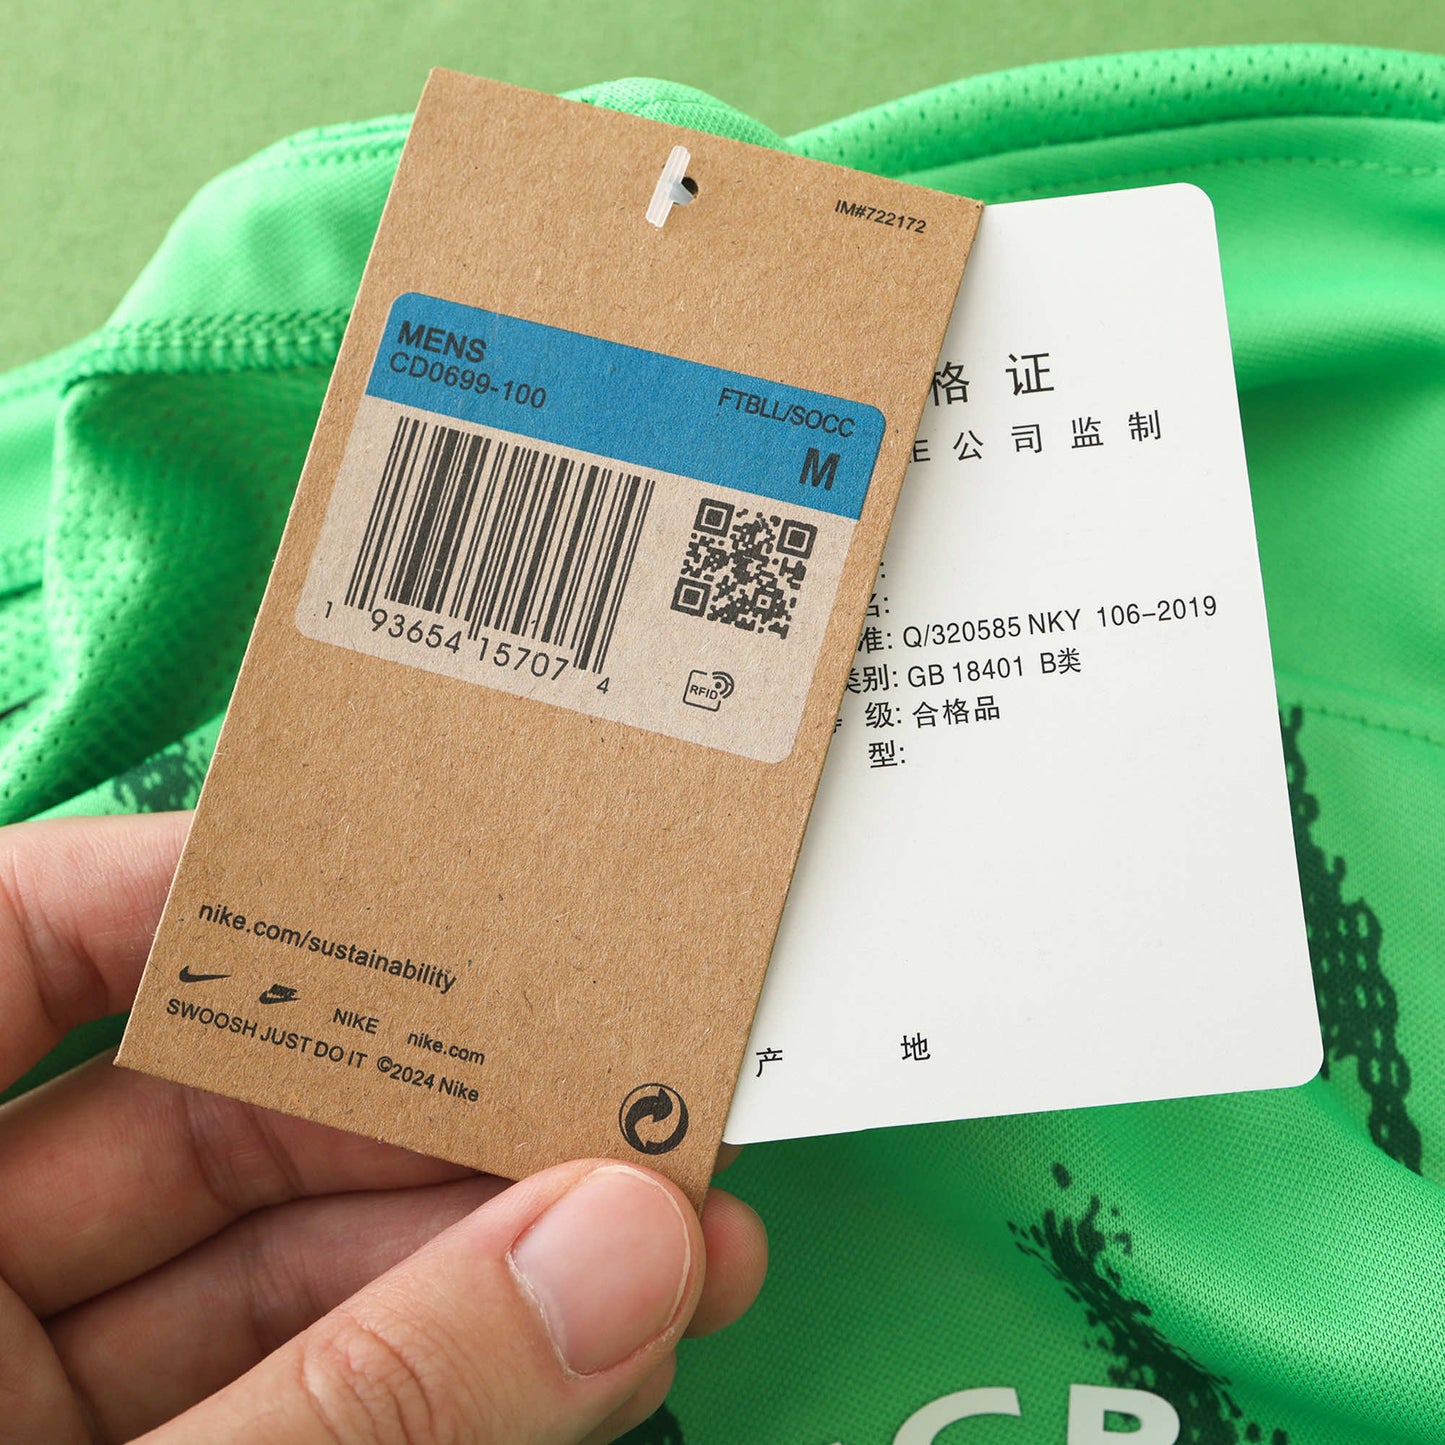 IM#722172
MENS
CD0699-100
FTBLL/SOCC
M
1 93654 15707 4
RFID
nike.com/sustainability
NIKE nike.com
SWOOSH JUST DO IT ©2024 Nike
格 证
E 公 司 监 制
:
名:
准: Q/320585 NKY 106-2019
类别: GB 18401 B类
级: 合格品
型:
产 地
CR